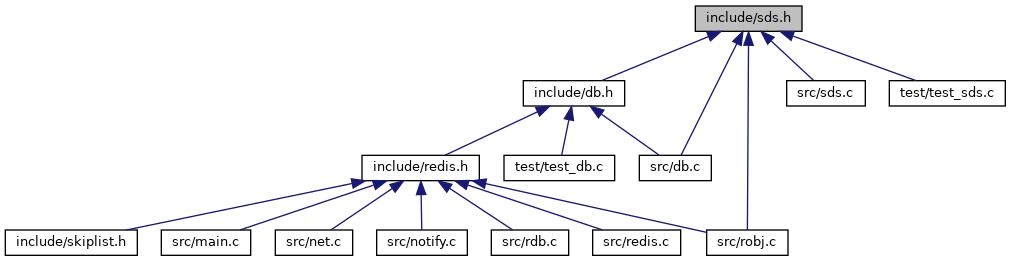 include/sds.h
include/db.h
src/sds.c
test/test_sds.c
include/redis.h
test/test_db.c
src/db.c
include/skiplist.h
src/main.c
src/net.c
src/notify.c
src/rdb.c
src/redis.c
src/robj.c